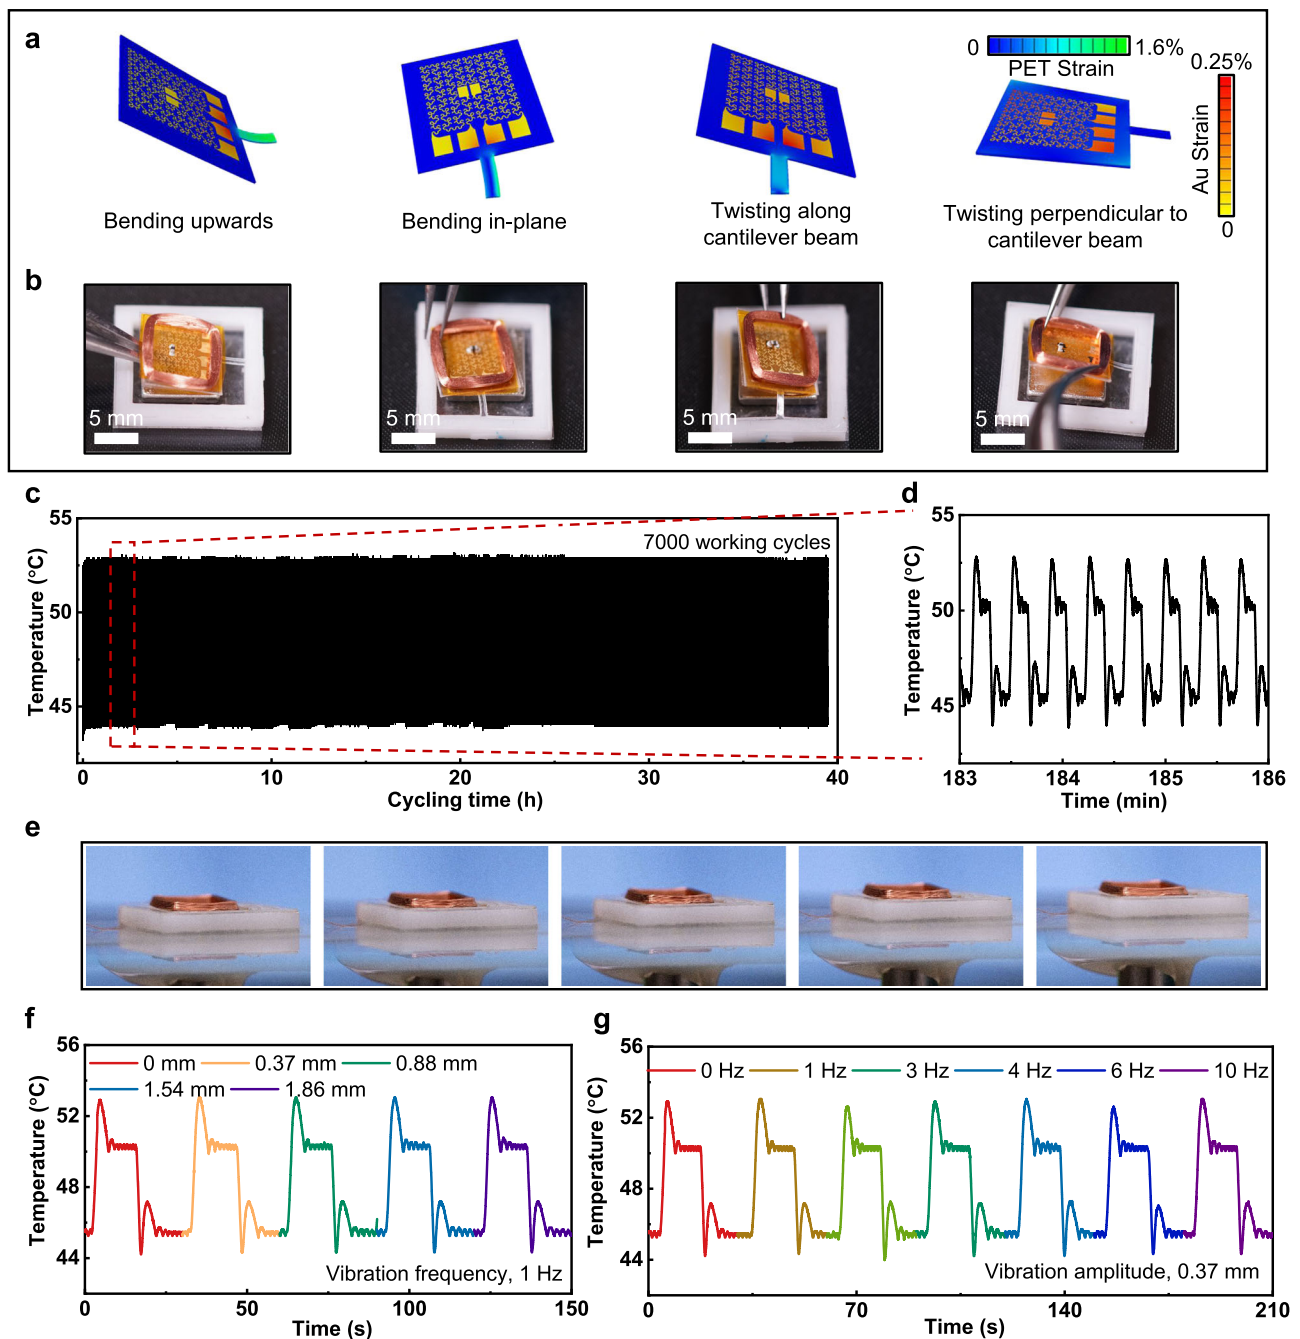 a
0
1.6%
PET Strain
0.25%
Au Strain
0
Bending upwards
Bending in-plane
Twisting along
cantilever beam
Twisting perpendicular to
cantilever beam
b
5 mm
5 mm
5 mm
5 mm
c
55
50
45
Temperature (°C)
7000 working cycles
0
10
20
30
40
Cycling time (h)
d
55
50
45
Temperature (°C)
183
184
185
186
Time (min)
e
f
56
52
48
44
Temperature (°C)
0 mm
0.37 mm
0.88 mm
1.54 mm
1.86 mm
Vibration frequency, 1 Hz
0
50
100
150
Time (s)
g
56
52
48
44
Temperature (°C)
0 Hz
1 Hz
3 Hz
4 Hz
6 Hz
10 Hz
Vibration amplitude, 0.37 mm
0
70
140
210
Time (s)